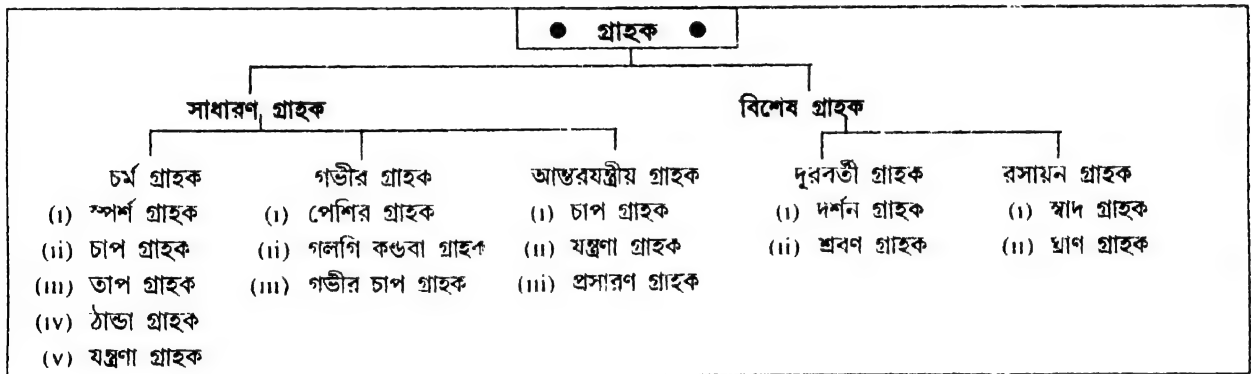 ● গ্রাহক ●
সাধারণ গ্রাহক বিশেষ গ্রাহক
চর্ম গ্রাহক গভীর গ্রাহক আন্তরযন্ত্রীয় গ্রাহক দূরবর্তী গ্রাহক রসায়ন গ্রাহক
(i) স্পর্শ গ্রাহক (i) পেশির গ্রাহক (i) চাপ গ্রাহক (i) দর্শন গ্রাহক (i) স্বাদ গ্রাহক
(ii) চাপ গ্রাহক (ii) গলগি কণ্ডবা গ্রাহক (ii) যন্ত্রণা গ্রাহক (ii) শ্রবণ গ্রাহক (ii) ঘ্রাণ গ্রাহক
(iii) তাপ গ্রাহক (iii) গভীর চাপ গ্রাহক (iii) প্রসারণ গ্রাহক
(iv) ঠান্ডা গ্রাহক
(v) যন্ত্রণা গ্রাহক